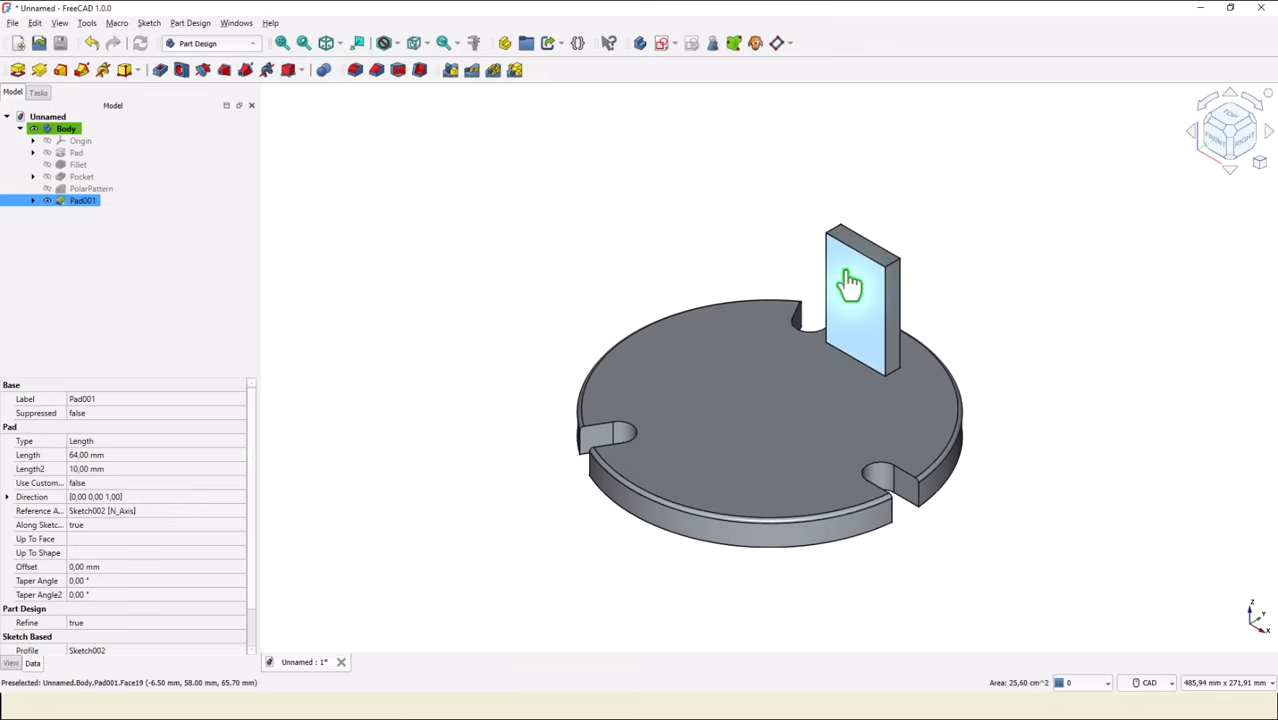 * Unnamed - FreeCAD 1.0.0
File Edit View Tools Macro Sketch Part Design Windows Help
Part Design
Model Tasks
Model
Unnamed
Body
Origin
Pad
Fillet
Pocket
PolarPattern
Pad001
TOP
FRONT RIGHT
Base
Label Pad001
Suppressed false
Pad
Type Length
Length 64,00 mm
Length2 10,00 mm
Use Custom... false
Direction [0,00 0,00 1,00]
Reference A... Sketch002 [N_Axis]
Along Sketc... true
Up To Face
Up To Shape
Offset 0,00 mm
Taper Angle 0,00 °
Taper Angle2 0,00 °
Part Design
Refine true
Sketch Based
Profile Sketch002
Z
Y
X
View Data
Unnamed : 1*
Preselected: Unnamed.Body.Pad001.Face19 (-6.50 mm, 58.00 mm, 65.70 mm)
Area: 25,60 cm^2
0
CAD
485,94 mm x 271,91 mm